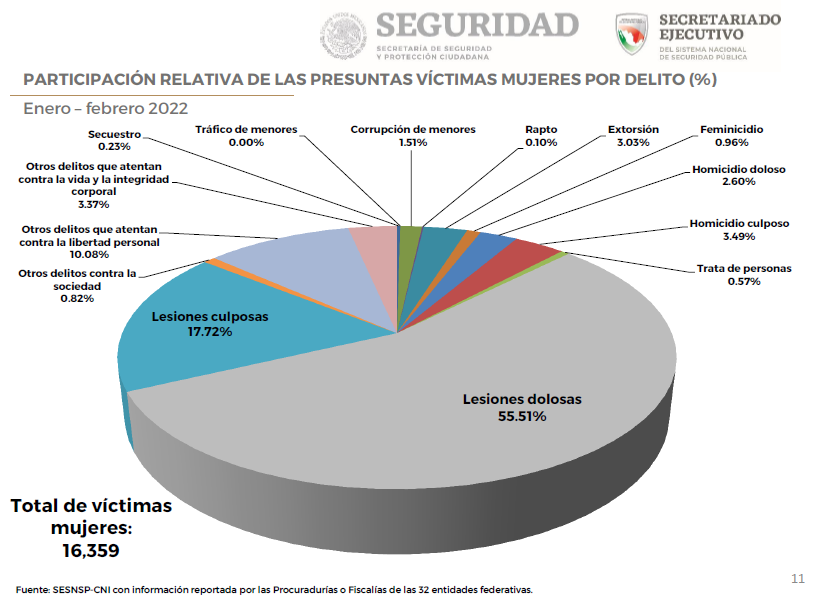 SEGURIDAD
SECRETARÍA DE SEGURIDAD
Y PROTECCIÓN CIUDADANA
SECRETARIADO
EJECUTIVO
DEL SISTEMA NACIONAL
DE SEGURIDAD PÚBLICA
PARTICIPACIÓN RELATIVA DE LAS PRESUNTAS VÍCTIMAS MUJERES POR DELITO (%)
Enero – febrero 2022
Secuestro
0.23%
Tráfico de menores
0.00%
Corrupción de menores
1.51%
Rapto
0.10%
Extorsión
3.03%
Feminicidio
0.96%
Otros delitos que atentan
contra la vida y la integridad
corporal
3.37%
Homicidio doloso
2.60%
Otros delitos que atentan
contra la libertad personal
10.08%
Homicidio culposo
3.49%
Otros delitos contra la
sociedad
0.82%
Trata de personas
0.57%
Lesiones culposas
17.72%
Lesiones dolosas
55.51%
Total de víctimas
mujeres:
16,359
11
Fuente: SESNSP-CNI con información reportada por las Procuradurías o Fiscalías de las 32 entidades federativas.